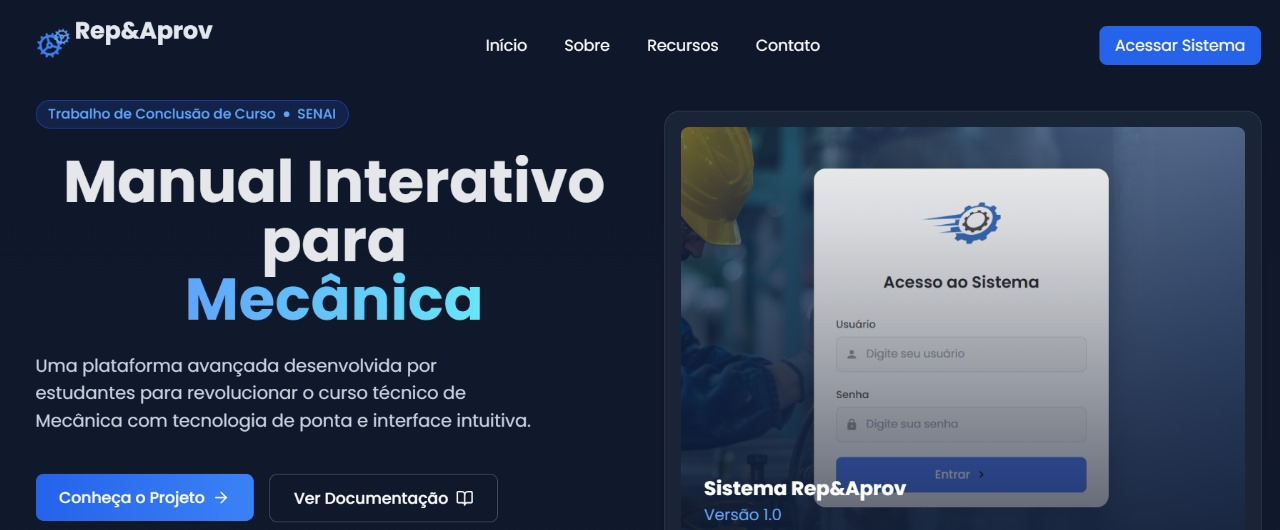 Rep&Aprov
Início
Sobre
Recursos
Contato
Acessar Sistema
Trabalho de Conclusão de Curso • SENAI
Manual Interativo
para
Mecânica
Uma plataforma avançada desenvolvida por
estudantes para revolucionar o curso técnico de
Mecânica com tecnologia de ponta e interface intuitiva.
Conheça o Projeto →
Ver Documentação
Acesso ao Sistema
Usuário
Digite seu usuário
Senha
Digite sua senha
Entrar >
Sistema Rep&Aprov
Versão 1.0